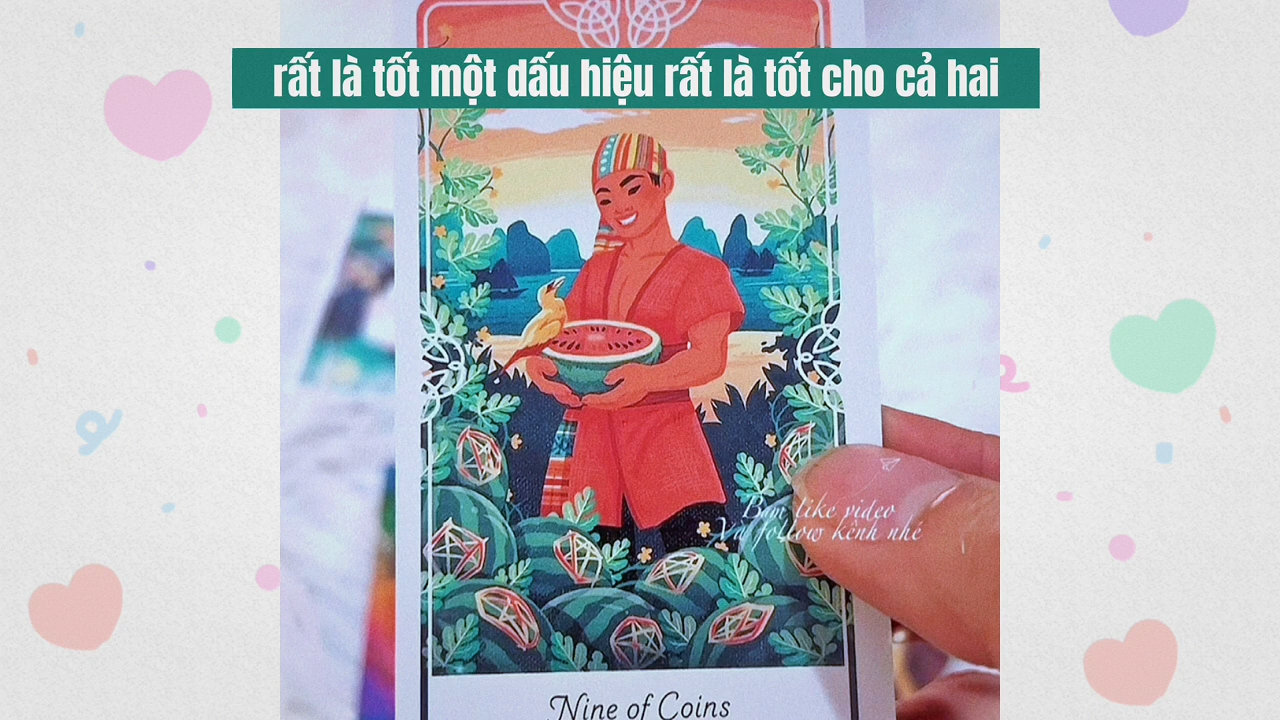 rất là tốt một dấu hiệu rất là tốt cho cả hai
Bấm like video
Và follow kênh nhé
Nine of Coins